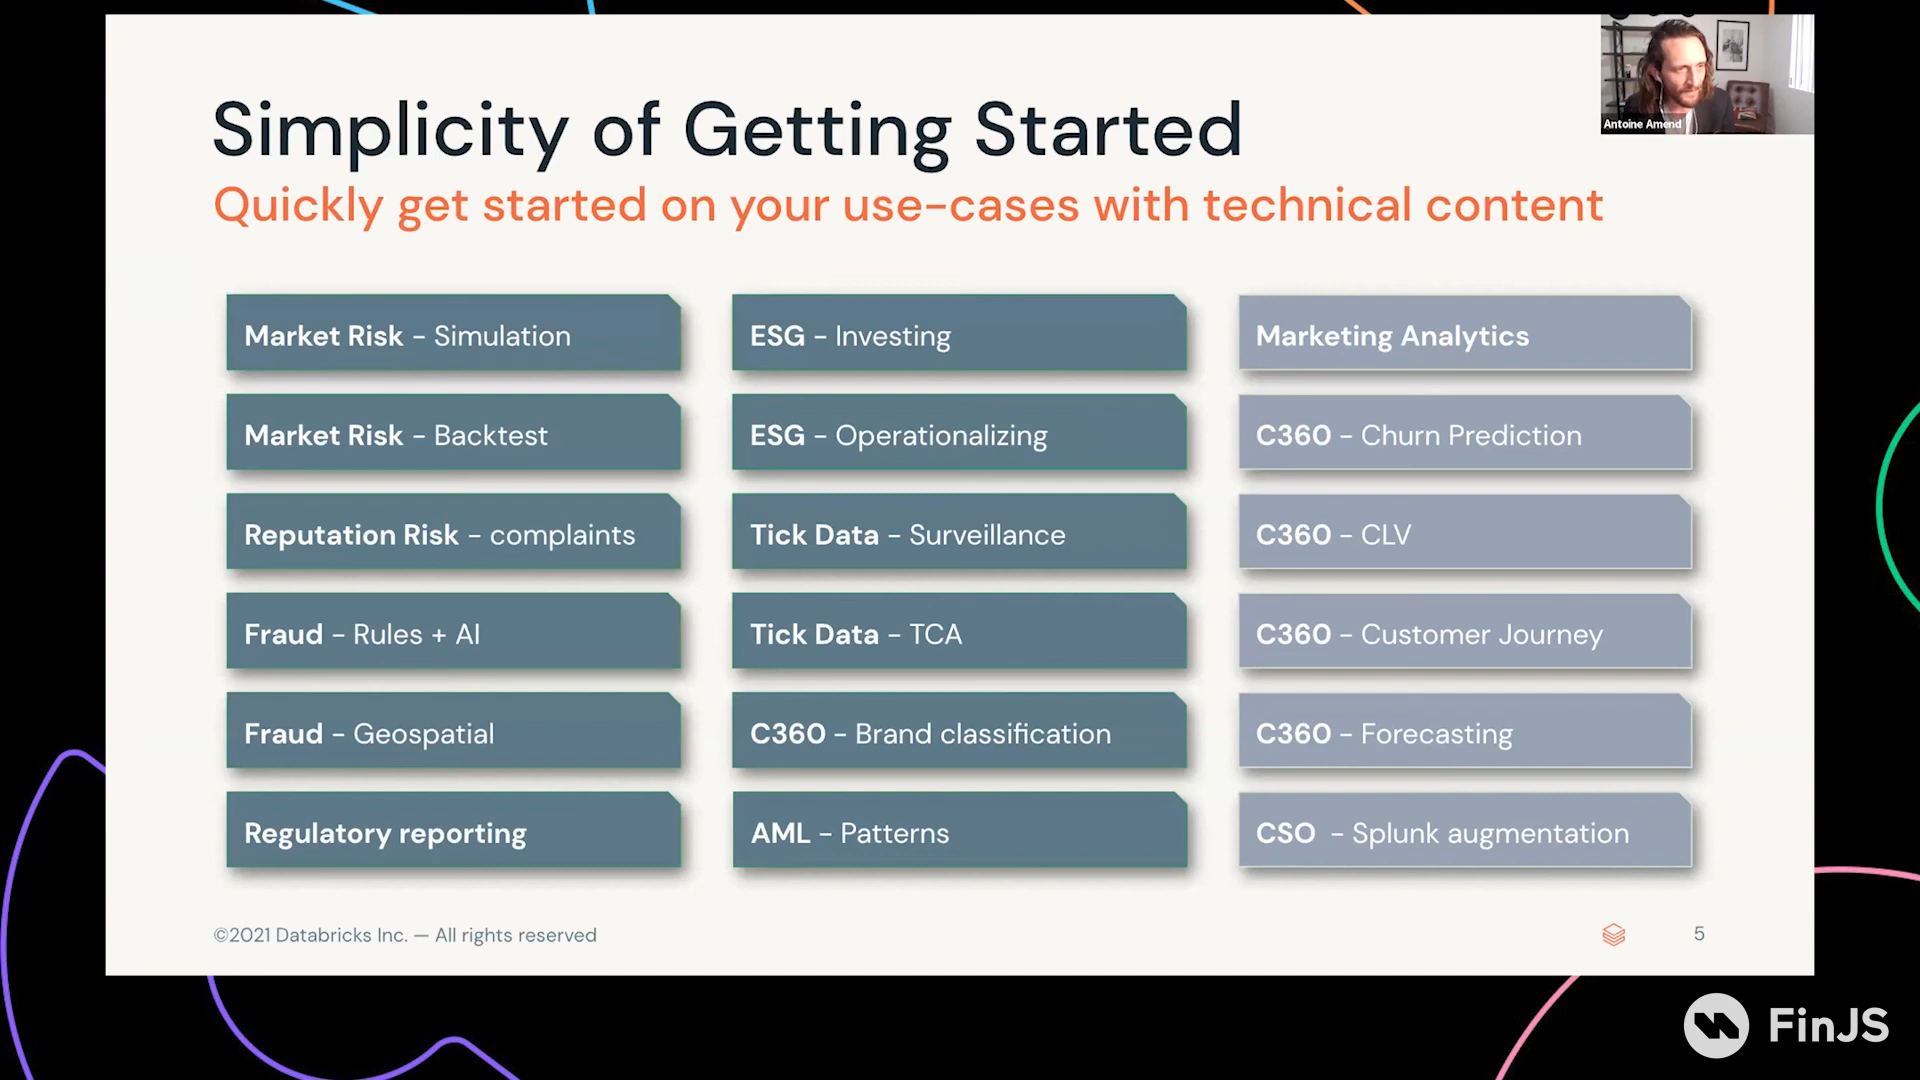 Antoine Amend
Simplicity of Getting Started
Quickly get started on your use-cases with technical content
Market Risk - Simulation
Market Risk - Backtest
Reputation Risk - complaints
Fraud - Rules + AI
Fraud - Geospatial
Regulatory reporting
ESG - Investing
ESG - Operationalizing
Tick Data - Surveillance
Tick Data - TCA
C360 - Brand classification
AML - Patterns
Marketing Analytics
C360 - Churn Prediction
C360 - CLV
C360 - Customer Journey
C360 - Forecasting
CSO - Splunk augmentation
©2021 Databricks Inc. — All rights reserved
5
FinJS